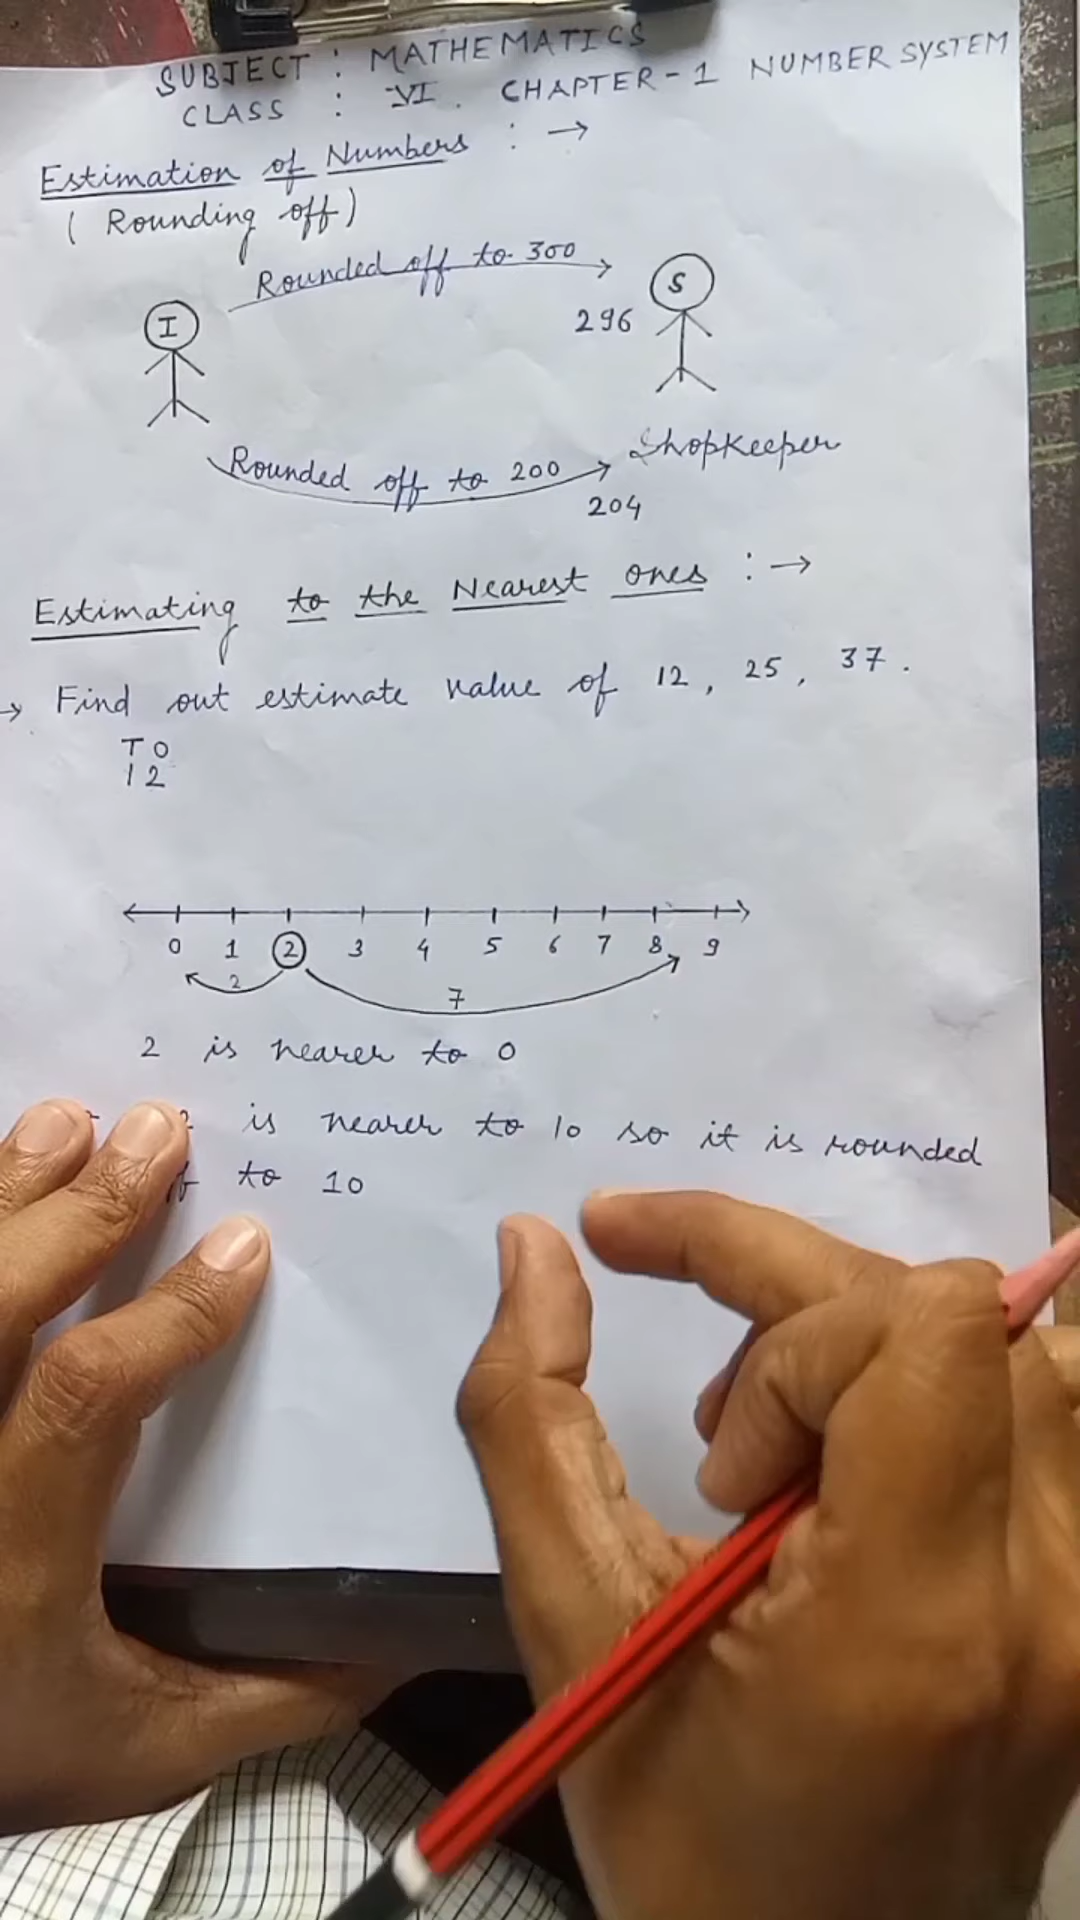 SUBJECT : MATHEMATICS
CLASS : VI. CHAPTER-1 NUMBER SYSTEM
Estimation of Numbers : →
( Rounding off )
Rounded off to 300
I
S
296
Rounded off to 200
Shopkeeper
204
Estimating to the Nearest ones : →
→ Find out estimate value of 12, 25, 37.
T O
1 2
0 1 2 3 4 5 6 7 8 9
2 7
2 is nearer to 0
is nearer to 10 so it is rounded
to 10